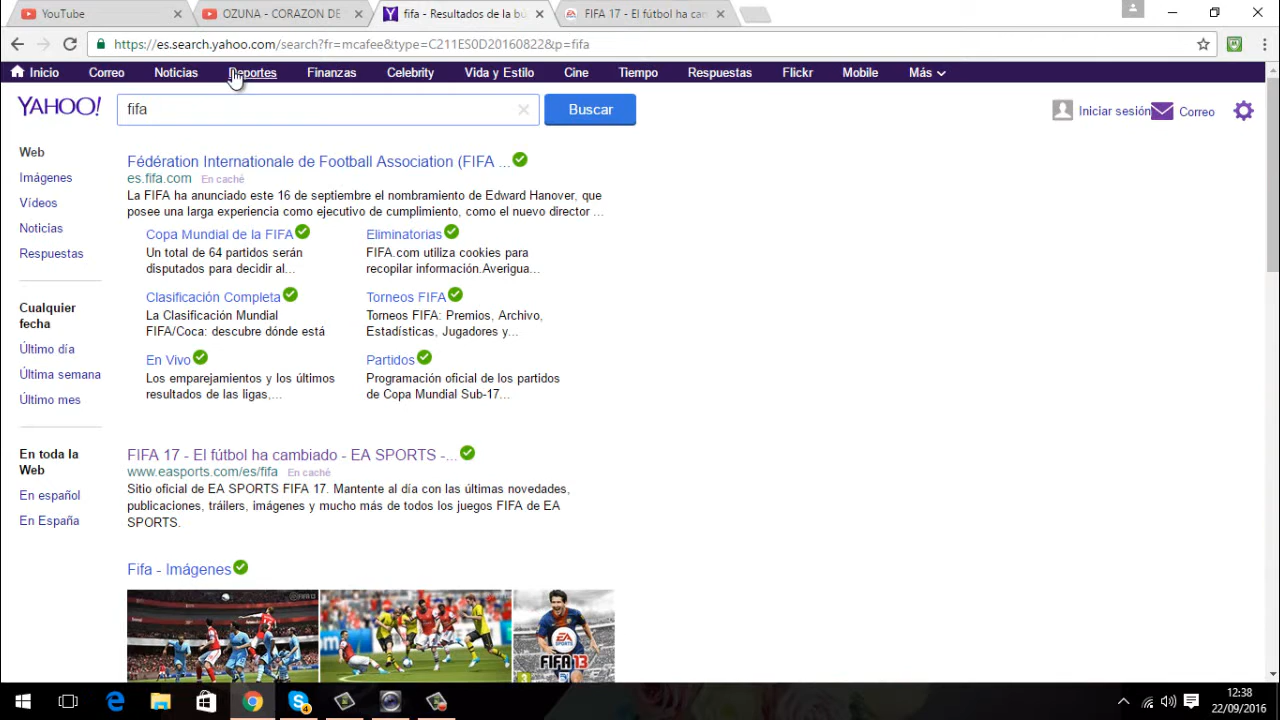 YouTube
OZUNA - CORAZON DE
fifa - Resultados de la bú
FIFA 17 - El fútbol ha cam
https://es.search.yahoo.com/search?fr=mcafee&type=C211ES0D20160822&p=fifa
Inicio Correo Noticias Deportes Finanzas Celebrity Vida y Estilo Cine Tiempo Respuestas Flickr Mobile Más
YAHOO!
fifa
Buscar
Iniciar sesión
Correo
Web
Imágenes
Vídeos
Noticias
Respuestas
Cualquier
fecha
Último día
Última semana
Último mes
En toda la
Web
En español
En España
Fédération Internationale de Football Association (FIFA ...
es.fifa.com En caché
La FIFA ha anunciado este 16 de septiembre el nombramiento de Edward Hanover, que
posee una larga experiencia como ejecutivo de cumplimiento, como el nuevo director ...
Copa Mundial de la FIFA
Un total de 64 partidos serán
disputados para decidir al...
Eliminatorias
FIFA.com utiliza cookies para
recopilar información.Averigua...
Clasificación Completa
La Clasificación Mundial
FIFA/Coca: descubre dónde está
Torneos FIFA
Torneos FIFA: Premios, Archivo,
Estadísticas, Jugadores y...
En Vivo
Los emparejamientos y los últimos
resultados de las ligas,...
Partidos
Programación oficial de los partidos
de Copa Mundial Sub-17...
FIFA 17 - El fútbol ha cambiado - EA SPORTS -...
www.easports.com/es/fifa En caché
Sitio oficial de EA SPORTS FIFA 17. Mantente al día con las últimas novedades,
publicaciones, tráilers, imágenes y mucho más de todos los juegos FIFA de EA
SPORTS.
Fifa - Imágenes
EA
SPORTS
FIFA13
4
12:38
22/09/2016